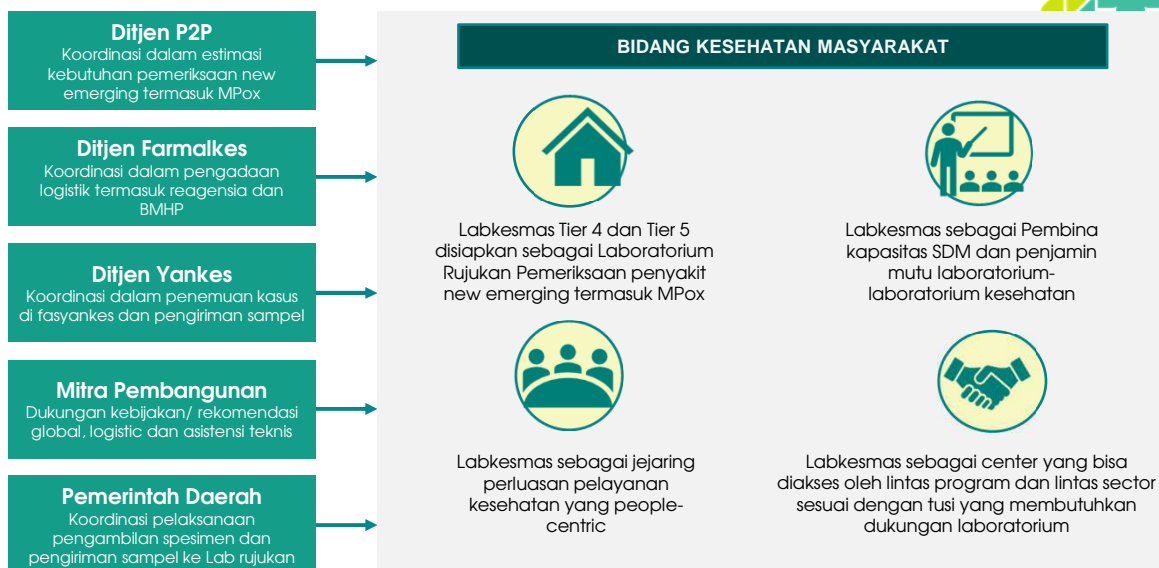 Ditjen P2P
Koordinasi dalam estimasi
kebutuhan pemeriksaan new
emerging termasuk MPox
Ditjen Farmalkes
Koordinasi dalam pengadaan
logistik termasuk reagensia dan
BMHP
Ditjen Yankes
Koordinasi dalam penemuan kasus
di fasyankes dan pengiriman sampel
Mitra Pembangunan
Dukungan kebijakan/ rekomendasi
global, logistic dan asistensi teknis
Pemerintah Daerah
Koordinasi pelaksanaan
pengambilan spesimen dan
pengiriman sampel ke Lab rujukan
BIDANG KESEHATAN MASYARAKAT
Labkesmas Tier 4 dan Tier 5
disiapkan sebagai Laboratorium
Rujukan Pemeriksaan penyakit
new emerging termasuk MPox
Labkesmas sebagai Pembina
kapasitas SDM dan penjamin
mutu laboratorium-
laboratorium kesehatan
Labkesmas sebagai jejaring
perluasan pelayanan
kesehatan yang people-
centric
Labkesmas sebagai center yang bisa
diakses oleh lintas program dan lintas sector
sesuai dengan tusi yang membutuhkan
dukungan laboratorium